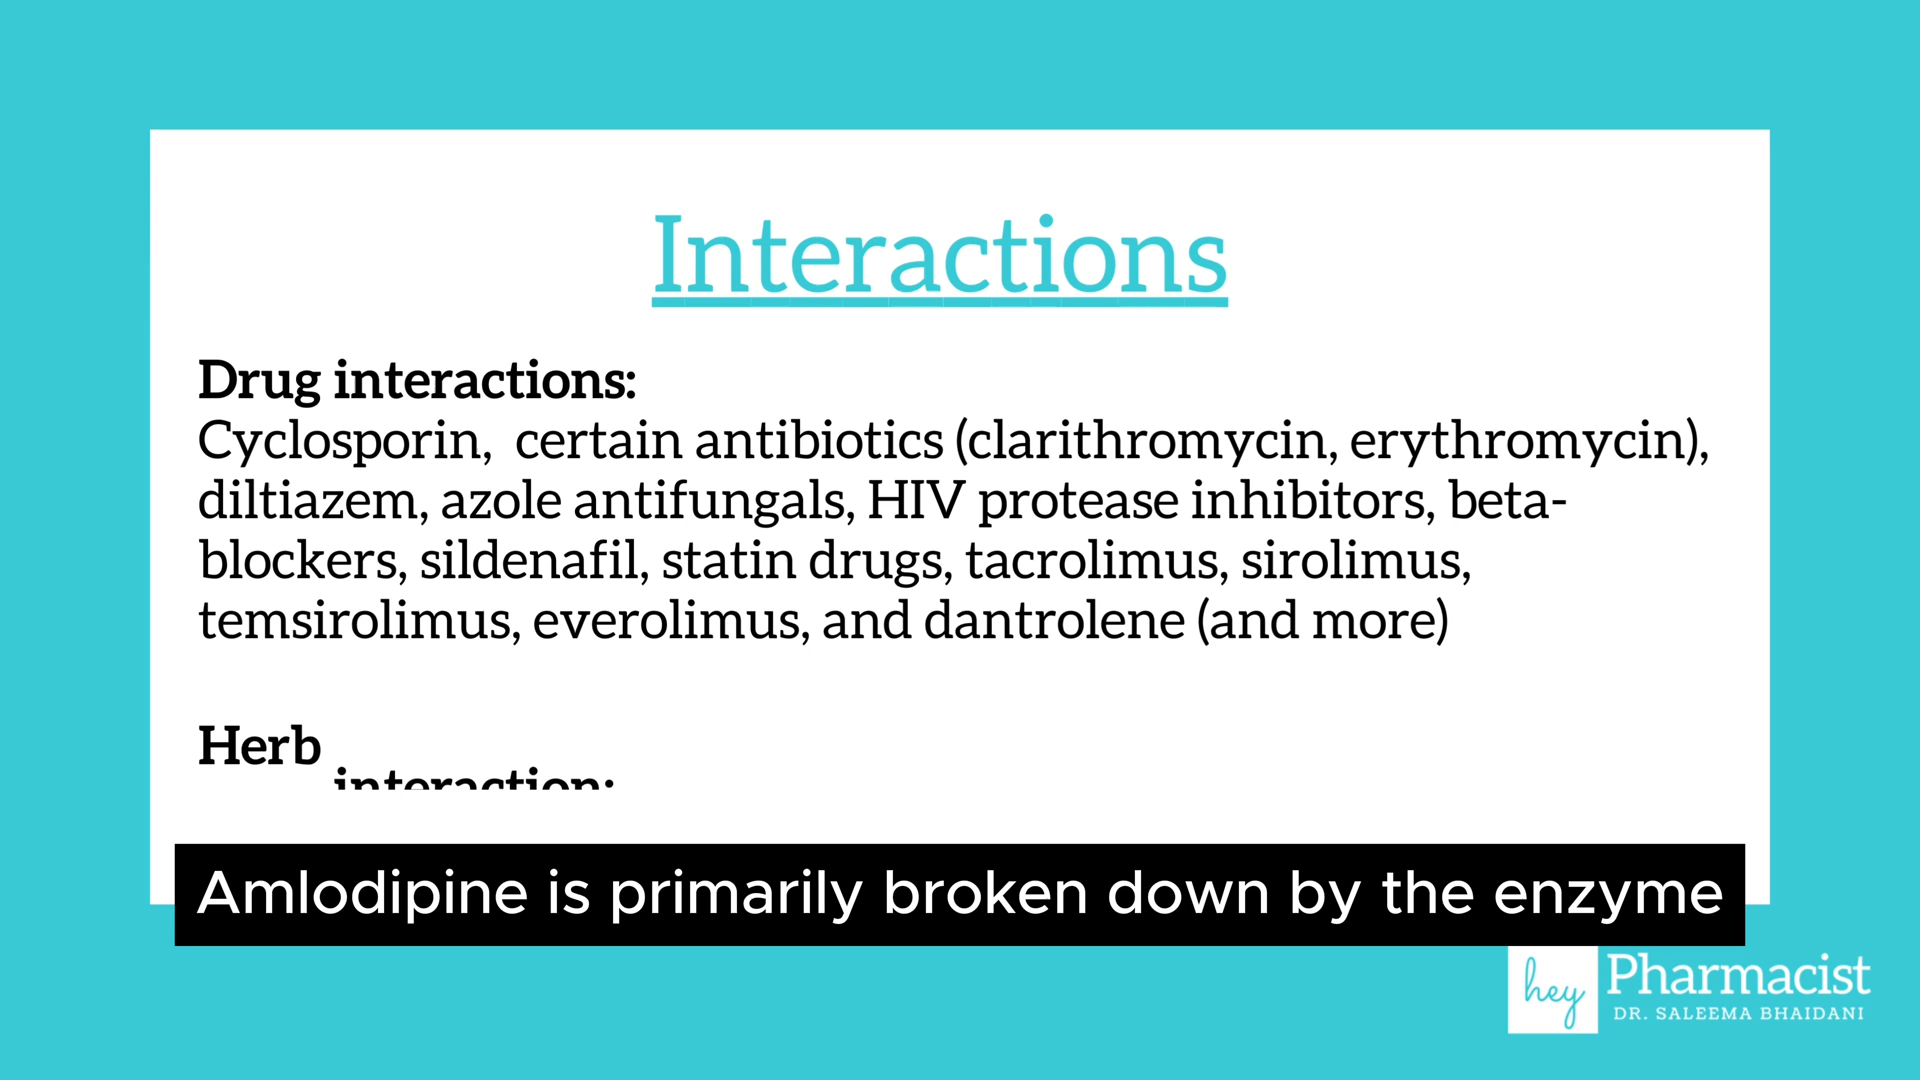 Interactions
Drug interactions:
Cyclosporin, certain antibiotics (clarithromycin, erythromycin),
diltiazem, azole antifungals, HIV protease inhibitors, beta-
blockers, sildenafil, statin drugs, tacrolimus, sirolimus,
temsirolimus, everolimus, and dantrolene (and more)
Herb interaction:
Amlodipine is primarily broken down by the enzyme
hey Pharmacist
DR. SALEEMA BHAIDANI